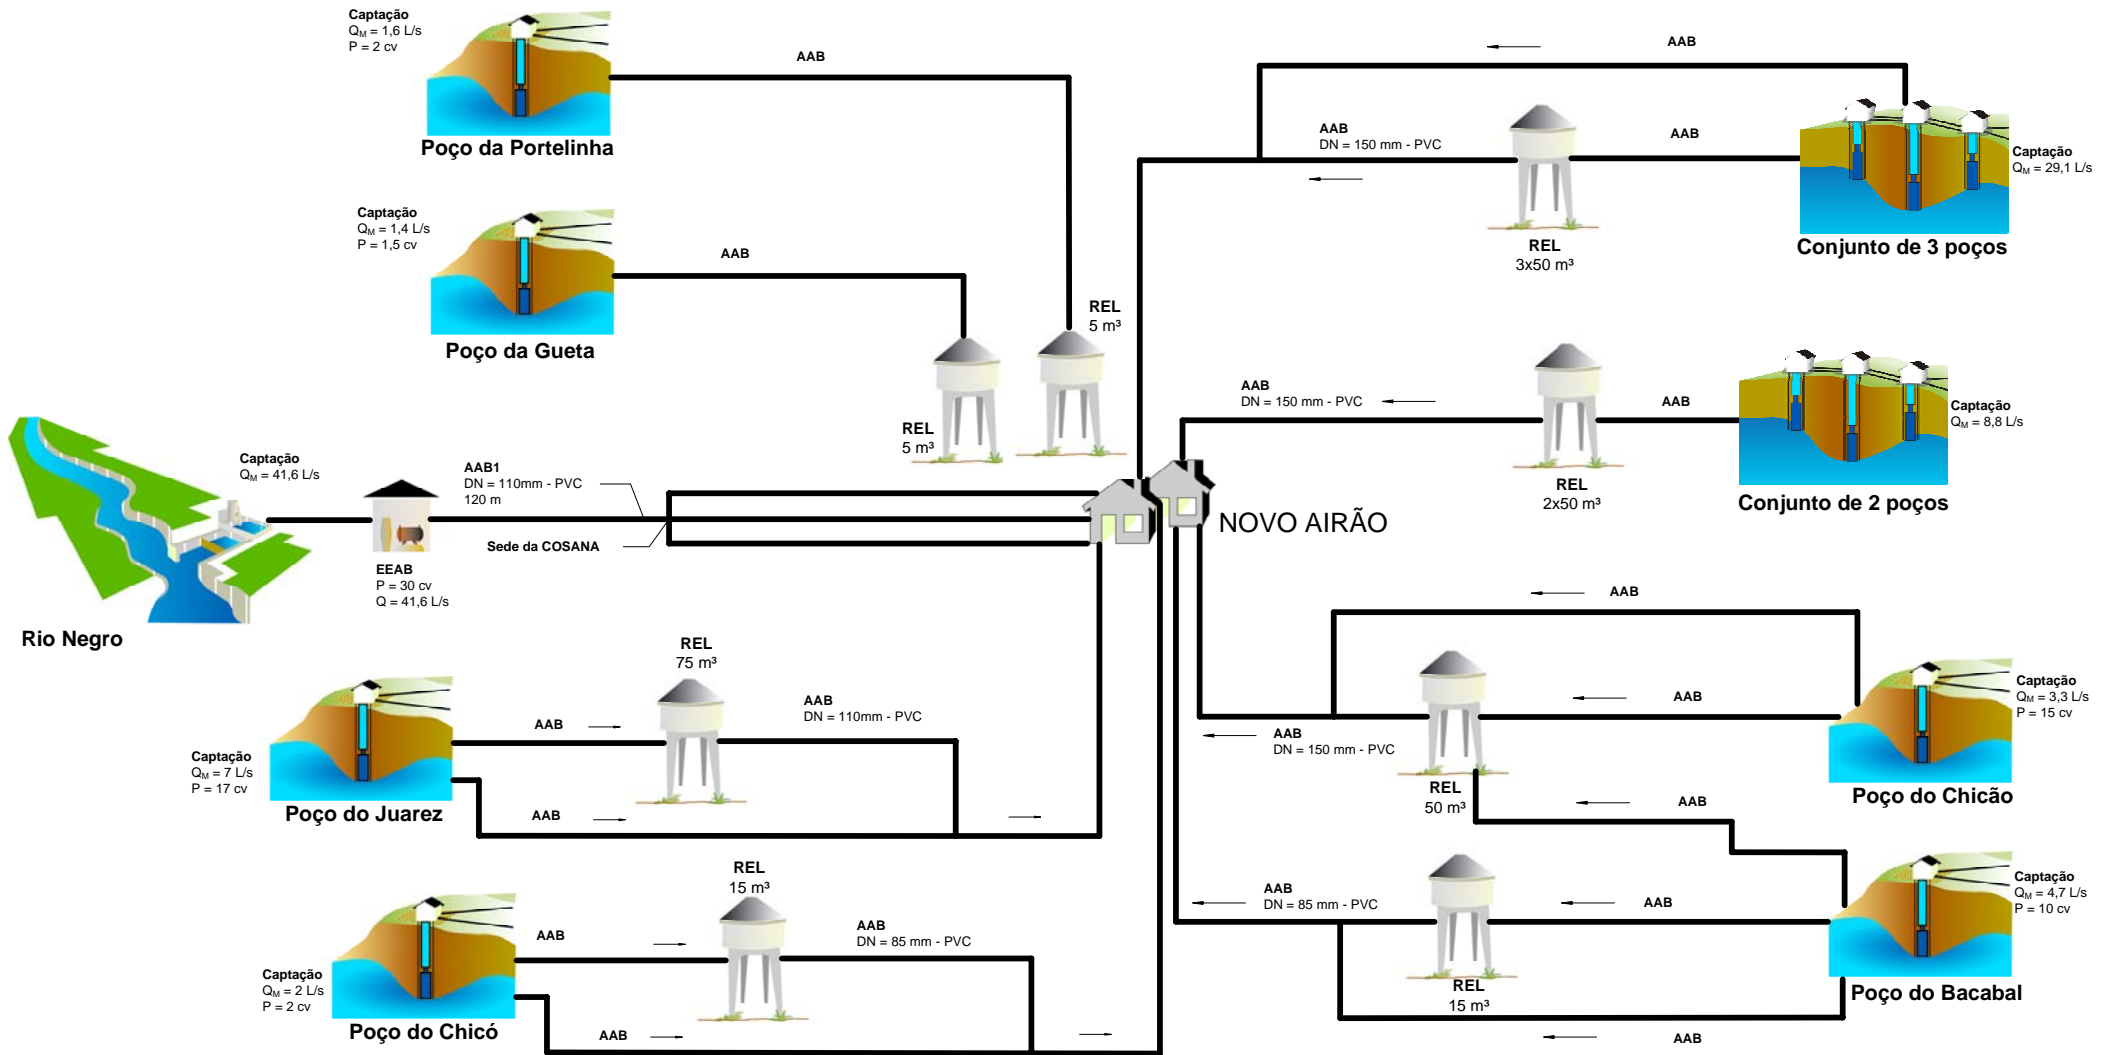 Captação
QM = 1,6 L/s
P = 2 cv
AAB
Poço da Portelinha
Captação
QM = 1,4 L/s
P = 1,5 cv
AAB
Poço da Gueta
REL
5 m³
REL
5 m³
AAB
AAB
DN = 150 mm - PVC
AAB
REL
3x50 m³
Captação
QM = 29,1 L/s
Conjunto de 3 poços
AAB
DN = 150 mm - PVC
AAB
REL
2x50 m³
Captação
QM = 8,8 L/s
Conjunto de 2 poços
Captação
QM = 41,6 L/s
AAB1
DN = 110mm - PVC
120 m
Sede da COSANA
EEAB
P = 30 cv
Q = 41,6 L/s
Rio Negro
NOVO AIRÃO
REL
75 m³
AAB
AAB
DN = 110mm - PVC
Captação
QM = 7 L/s
P = 17 cv
Poço do Juarez
AAB
REL
15 m³
AAB
AAB
DN = 85 mm - PVC
Captação
QM = 2 L/s
P = 2 cv
Poço do Chicó
AAB
AAB
AAB
Captação
QM = 3,3 L/s
P = 15 cv
AAB
DN = 150 mm - PVC
REL
50 m³
Poço do Chicão
AAB
AAB
DN = 85 mm - PVC
AAB
Captação
QM = 4,7 L/s
P = 10 cv
REL
15 m³
Poço do Bacabal
AAB